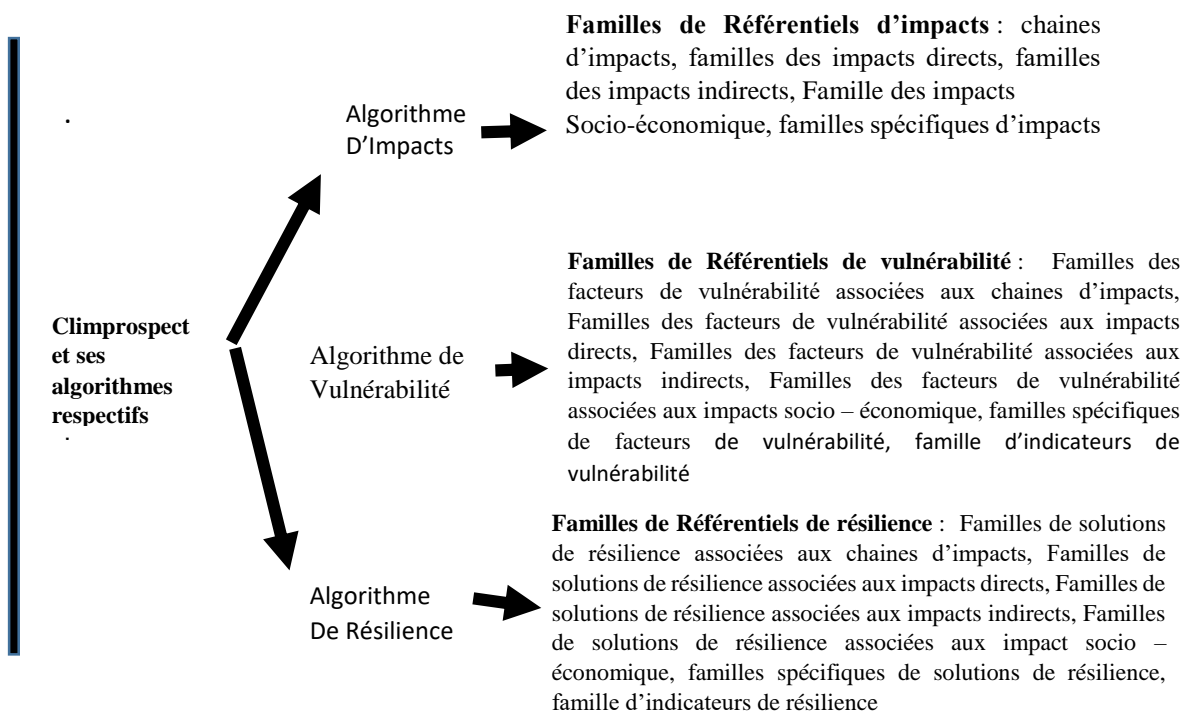 Familles de Référentiels d’impacts : chaines
d’impacts, familles des impacts directs, familles
des impacts indirects, Famille des impacts
Socio-économique, familles spécifiques d’impacts
Algorithme
D’Impacts
Familles de Référentiels de vulnérabilité : Familles des
facteurs de vulnérabilité associées aux chaines d’impacts,
Familles des facteurs de vulnérabilité associées aux impacts
directs, Familles des facteurs de vulnérabilité associées aux
impacts indirects, Familles des facteurs de vulnérabilité
associées aux impacts socio – économique, familles spécifiques
de facteurs de vulnérabilité, famille d’indicateurs de
vulnérabilité
Climprospect
et ses
algorithmes
respectifs
Algorithme de
Vulnérabilité
Familles de Référentiels de résilience : Familles de solutions
de résilience associées aux chaines d’impacts, Familles de
solutions de résilience associées aux impacts directs, Familles de
solutions de résilience associées aux impacts indirects, Familles
de solutions de résilience associées aux impact socio –
économique, familles spécifiques de solutions de résilience,
famille d’indicateurs de résilience
Algorithme
De Résilience